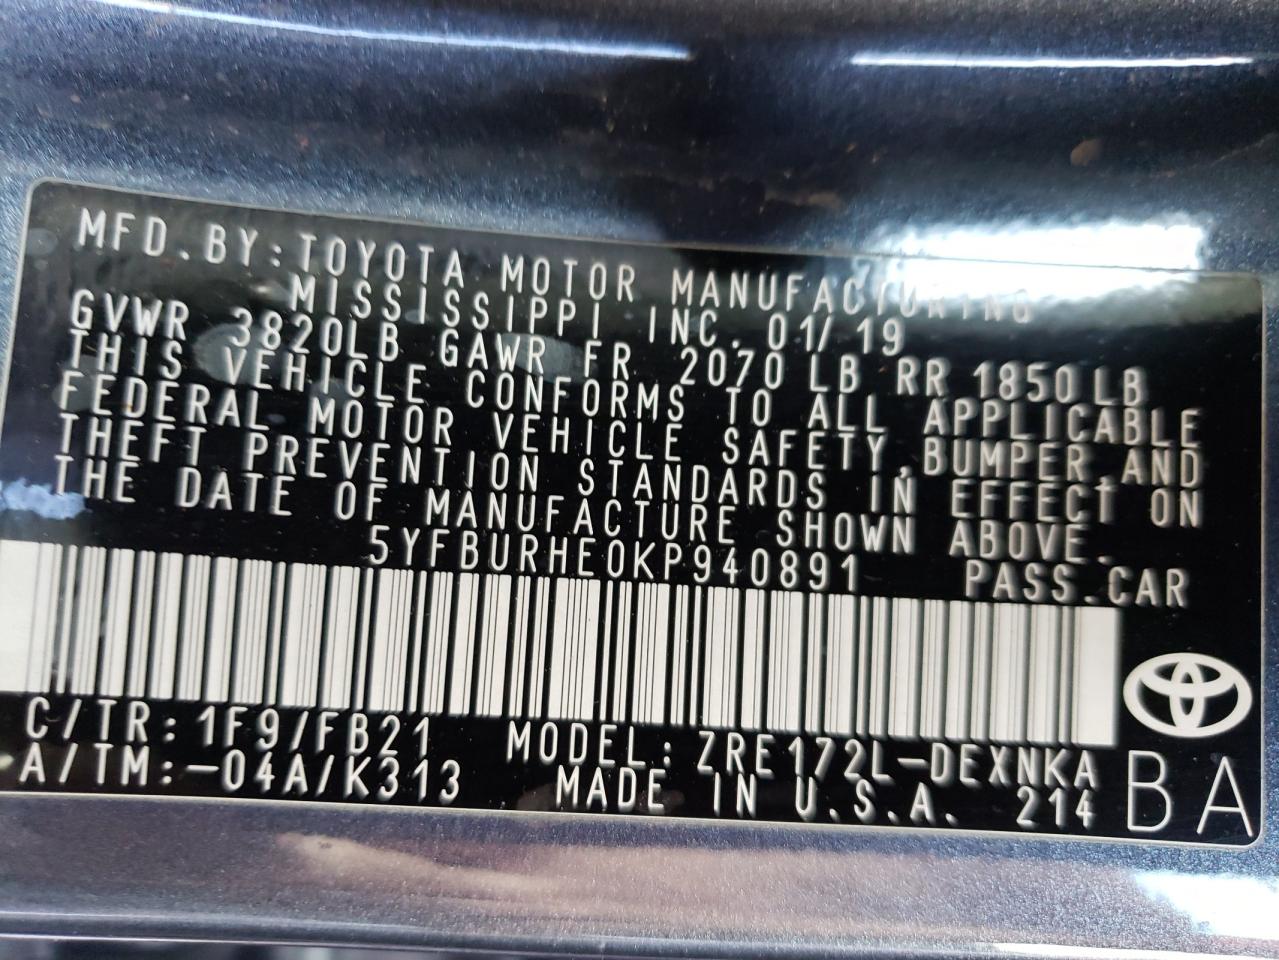 MFD.BY:TOYOTA MOTOR MANUFACTURING
MISSISSIPPI INC. 01/19
GVWR 3820LB GAWR FR 2070 LB RR 1850LB
THIS VEHICLE CONFORMS TO ALL APPLICABLE
FEDERAL MOTOR VEHICLE SAFETY,BUMPER,AND
THEFT PREVENTION STANDARDS IN EFFECT ON
THE DATE OF MANUFACTURE SHOWN ABOVE.
5YFBURHE0KP940891 PASS.CAR
C/TR:1F9/FB21 MODEL:ZRE172L-DEXNKA
A/TM:-04A/K313 MADE IN U.S.A. 214
BA